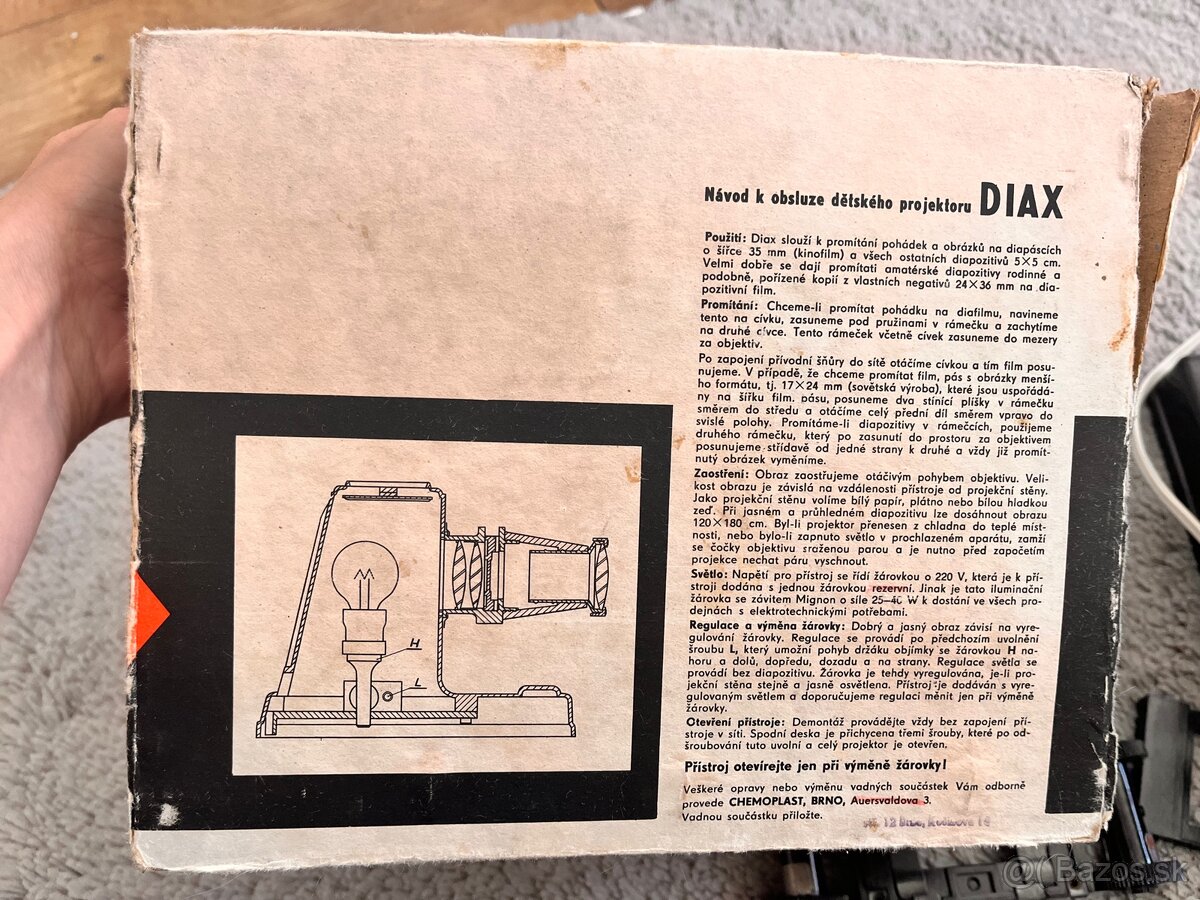 Návod k obsluze dětského projektoru DIAX
Použití: Diax slouží k promítání pohádek a obrázků na diapáscích
o šířce 35 mm (kinofilm) a všech ostatních diapozitivů 5×5 cm.
Velmi dobře se dají promítati amatérské diapozitivy rodinné a
podobně, pořízené kopií z vlastních negativů 24×36 mm na dia-
pozitivní film.
Promítání: Chceme-li promítat pohádku na diafilmu, navineme
tento na cívku, zasuneme pod pružinami v rámečku a zachytíme
na druhé cívce. Tento rámeček včetně cívek zasuneme do mezery
za objektiv.
Po zapojení přívodní šňůry do sítě otáčíme cívkou a tím film posu-
nujeme. V případě, že chceme promítat film, pás s obrázky menší-
ho formátu, tj. 17×24 mm (sovětská výroba), které jsou uspořádá-
ny na šířku film. pásu, posuneme dva stínící plíšky v rámečku
směrem do středu a otáčíme celý přední díl směrem vpravo do
svislé polohy. Promítáme-li diapozitivy v rámečcích, použijeme
druhého rámečku, který po zasunutí do prostoru za objektivem
posunujeme střídavě od jedné strany k druhé a vždy již promít-
nutý obrázek vyměníme.
Zaostření: Obraz zaostřujeme otáčivým pohybem objektivu. Veli-
kost obrazu je závislá na vzdálenosti přístroje od projekční stěny.
Jako projekční stěnu volíme bílý papír, plátno nebo bílou hladkou
zeď. Při jasném a průhledném diapozitivu lze dosáhnout obrazu
120×180 cm. Byl-li projektor přenesen z chladna do teplé míst-
nosti, nebo bylo-li zapnuto světlo v prochlazeném aparátu, zamží
se čočky objektivu sraženou parou a je nutno před započetím
projekce nechat páru vyschnout.
Světlo: Napětí pro přístroj se řídí žárovkou o 220 V, která je k pří-
stroji dodána s jednou žárovkou rezervní. Jinak je tato iluminační
žárovka se závitem Mignon o síle 25–40 W k dostání ve všech pro-
dejnách s elektrotechnickými potřebami.
Regulace a výměna žárovky: Dobrý a jasný obraz závisí na vyre-
gulování žárovky. Regulace se provádí po předchozím uvolnění
šroubu L, který umožní pohyb držáku objímky se žárovkou H na-
horu a dolů, dopředu, dozadu a na strany. Regulace světla se
provádí bez diapozitivu. Žárovka je tehdy vyregulována, je-li pro-
jekční stěna stejně a jasně osvětlena. Přístroj je dodáván s vyre-
gulovaným světlem a doporučujeme regulaci měnit jen při výměně
žárovky.
Otevření přístroje: Demontáž provádějte vždy bez zapojení pří-
stroje v síti. Spodní deska je přichycena třemi šrouby, které po od-
šroubování tuto uvolní a celý projektor je otevřen.
Přístroj otevírejte jen při výměně žárovky!
Veškeré opravy nebo výměnu vadných součástek Vám odborně
provede CHEMOPLAST, BRNO, Auersvaldova 3.
Vadnou součástku přiložte.
H
L
Bazos.sk